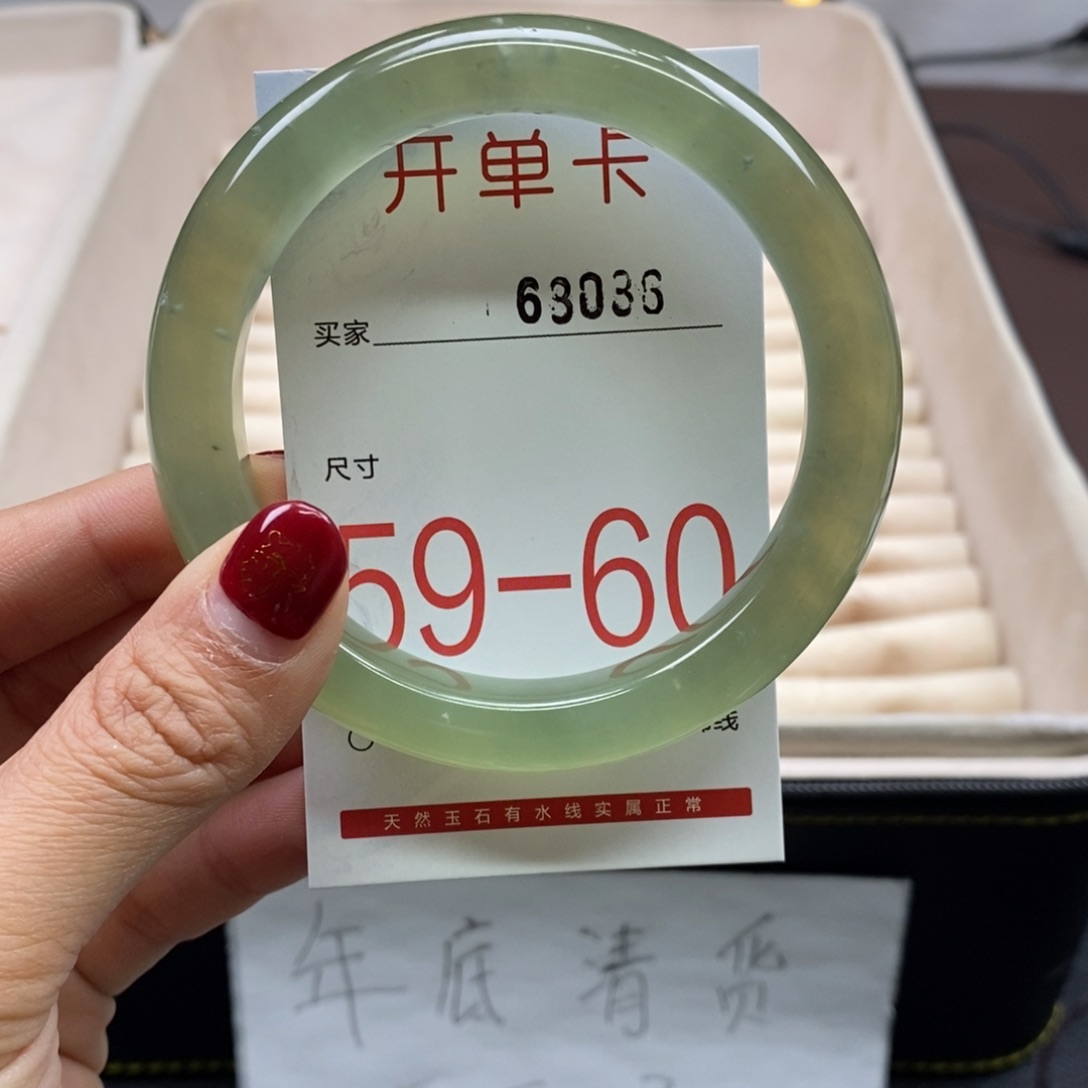 开单卡
买家 63036
尺寸
59-60
天然玉石有水线实属正常
年底清货